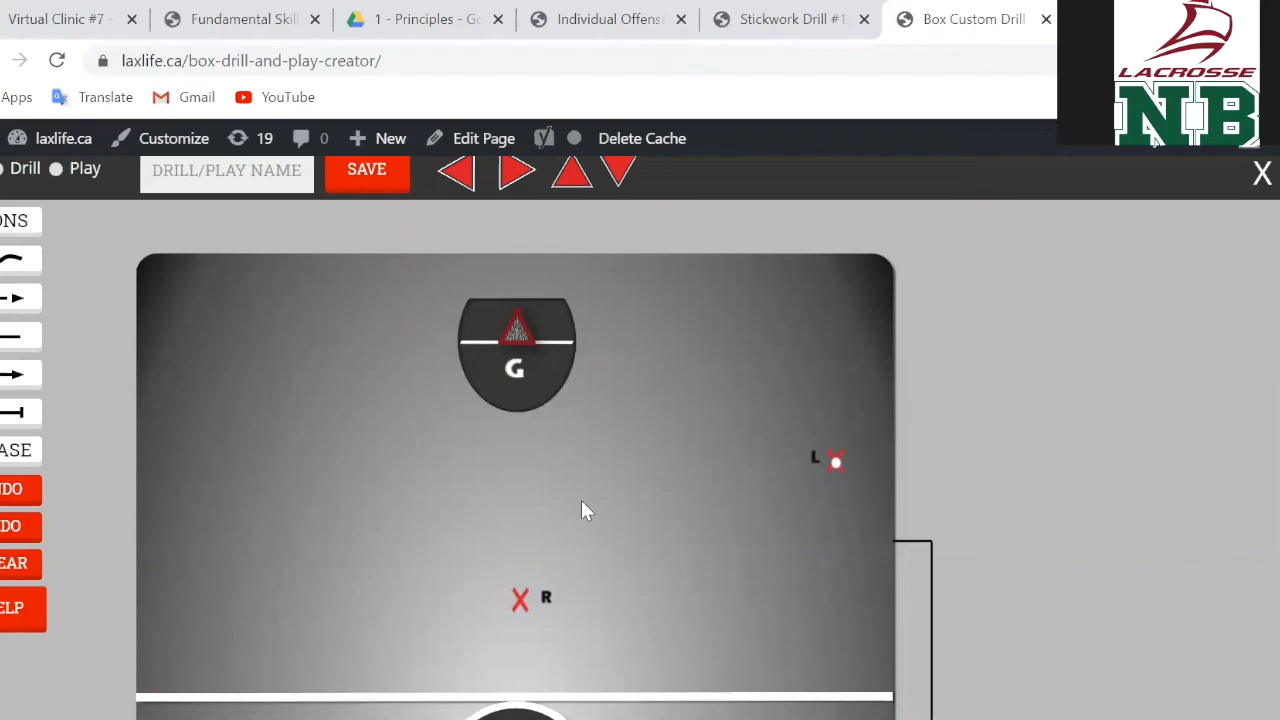 Virtual Clinic #7 -
Fundamental Skil
1 - Principles - Go
Individual Offens
Stickwork Drill #1
Box Custom Drill
laxlife.ca/box-drill-and-play-creator/
Apps
Translate
Gmail
YouTube
LACROSSE
NB
laxlife.ca
Customize
19
0
New
Edit Page
Delete Cache
Drill
Play
DRILL/PLAY NAME
SAVE
X
ONS
ASE
NDO
DO
EAR
ELP
G
L X
X R